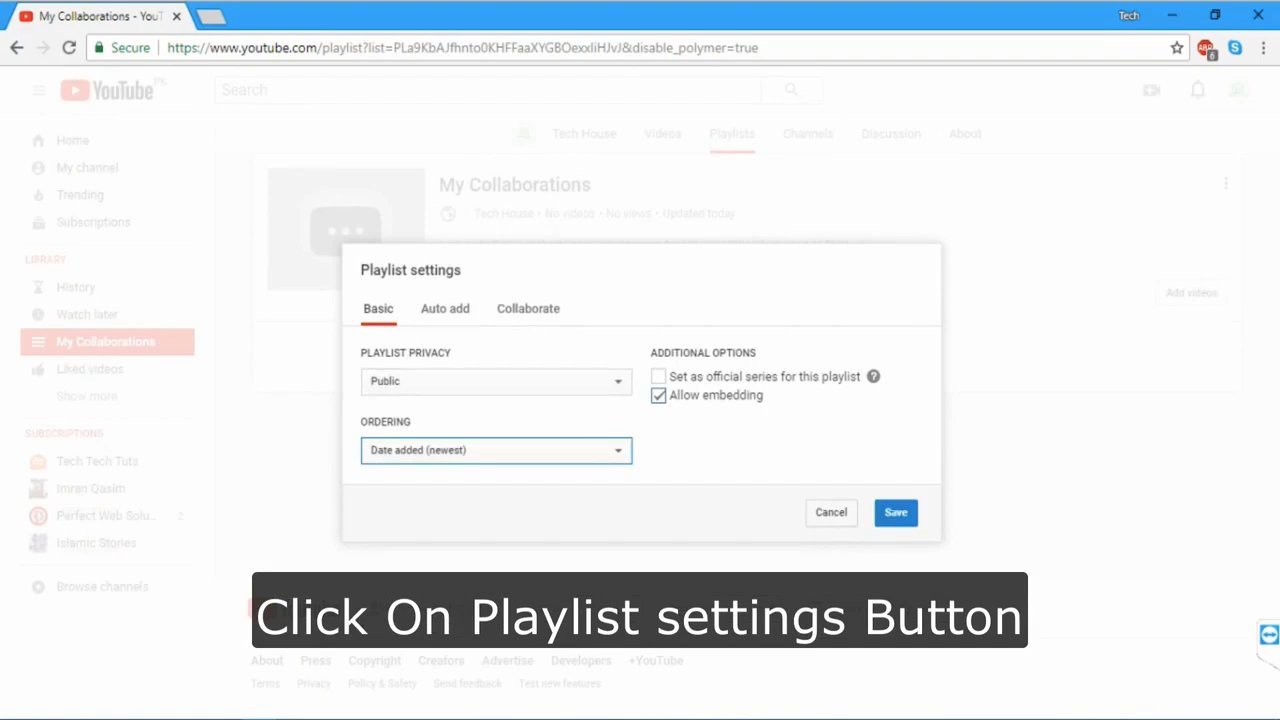 My Collaborations - YouT
Tech
Secure
https://www.youtube.com/playlist?list=PLa9KbAJfhnto0KHFFaaXYGBOexxIiHJvJ&disable_polymer=true
ABP
6
S
YouTube PK
Search
Home
My channel
Trending
Subscriptions
LIBRARY
History
Watch later
My Collaborations
Liked videos
Show more
SUBSCRIPTIONS
Tech Tech Tuts
Imran Qasim
Perfect Web Solu... 2
Islamic Stories
Browse channels
Tech House Videos Playlists Channels Discussion About
My Collaborations
Tech House • No videos • No views • Updated today
Add videos
Playlist settings
Basic Auto add Collaborate
PLAYLIST PRIVACY
Public
ORDERING
Date added (newest)
ADDITIONAL OPTIONS
Set as official series for this playlist ?
Allow embedding
Cancel Save
Click On Playlist settings Button
About Press Copyright Creators Advertise Developers +YouTube
Terms Privacy Policy & Safety Send feedback Test new features